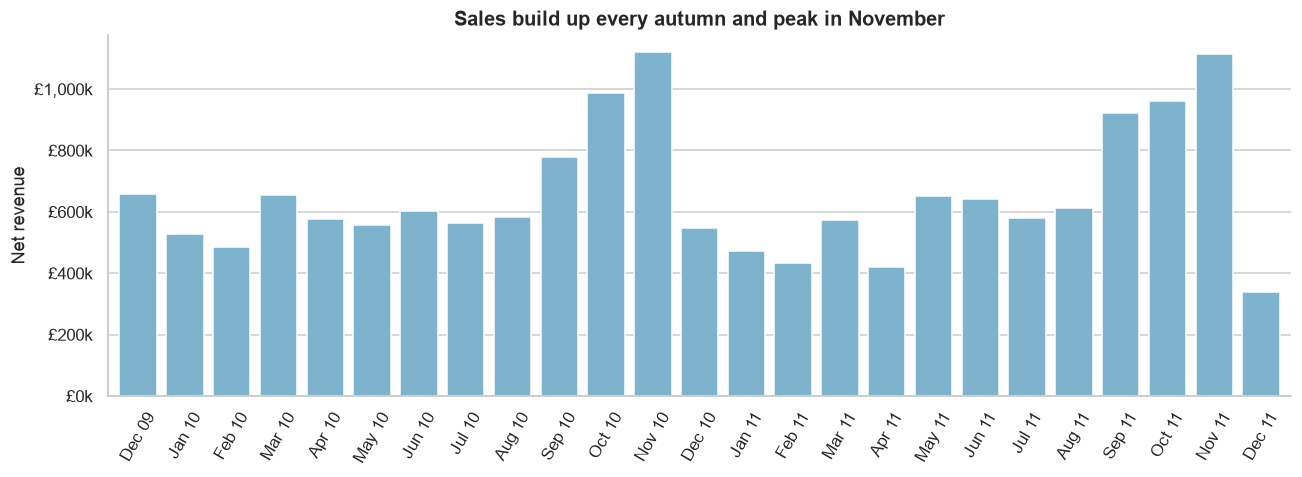 Sales build up every autumn and peak in November
Net revenue
£1,000k
£800k
£600k
£400k
£200k
£0k
Dec 09
Jan 10
Feb 10
Mar 10
Apr 10
May 10
Jun 10
Jul 10
Aug 10
Sep 10
Oct 10
Nov 10
Dec 10
Jan 11
Feb 11
Mar 11
Apr 11
May 11
Jun 11
Jul 11
Aug 11
Sep 11
Oct 11
Nov 11
Dec 11